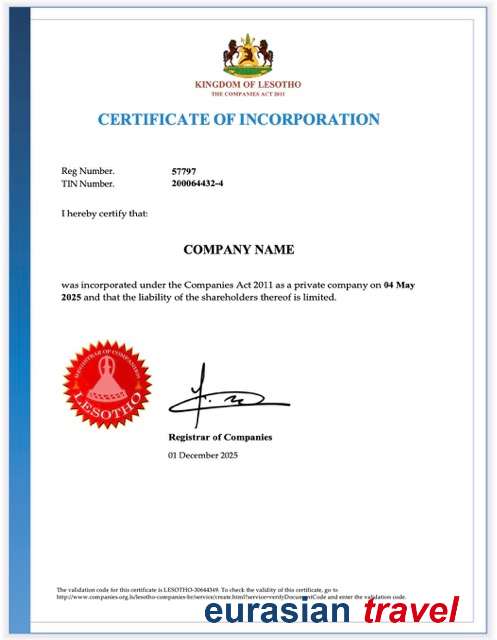 KINGDOM OF LESOTHO
THE COMPANIES ACT 2011
CERTIFICATE OF INCORPORATION
Reg Number. 57797
TIN Number. 200064432-4
I hereby certify that:
COMPANY NAME
was incorporated under the Companies Act 2011 as a private company on 04 May
2025 and that the liability of the shareholders thereof is limited.
REGISTRAR OF COMPANIES
LESOTHO
Registrar of Companies
01 December 2025
The validation code for this certificate is LESOTHO-30644349. To check the validity of this certificate, go to
http://www.companies.org.ls/lesotho-companies-br/service/create.html?service=verifyDocumentCode and enter the validation code.
eurasian travel